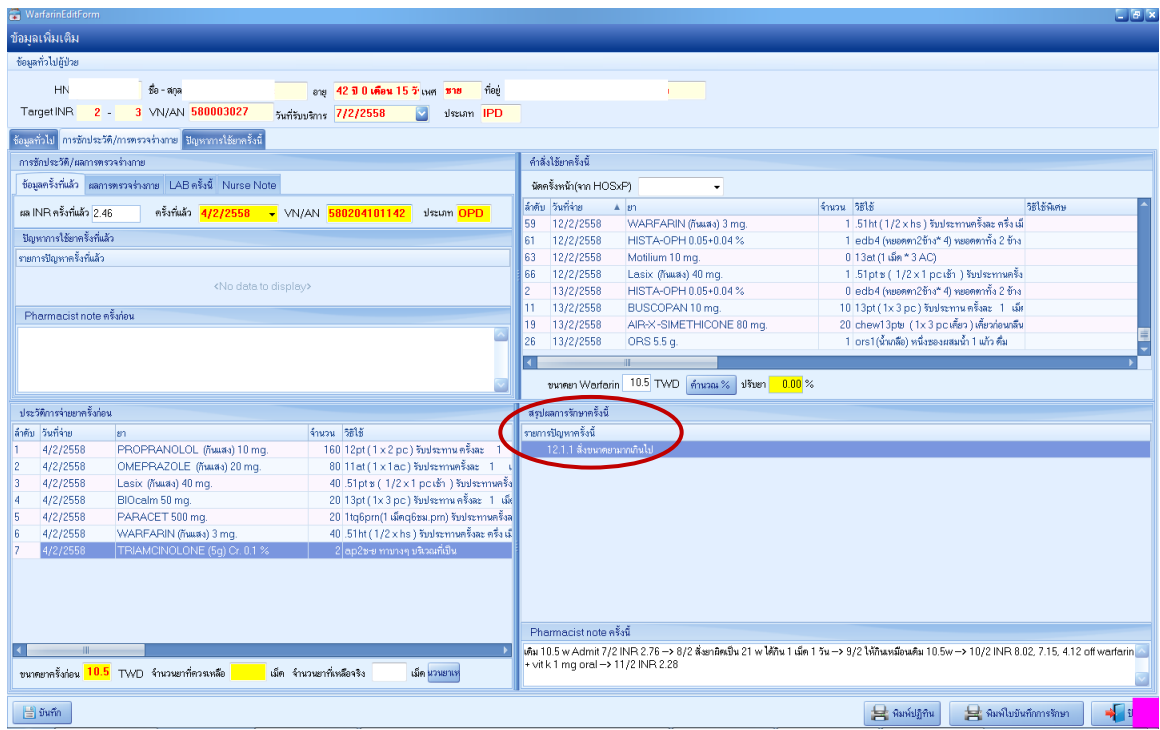 WarfarinEditForm
ข้อมูลเพิ่มเติม
ข้อมูลทั่วไปผู้ป่วย
HN ชื่อ - สกุล อายุ 42 ปี 0 เดือน 15 วั เพศ ชาย ที่อยู่
Target INR 2 - 3 VN/AN 580003027 วันที่รับบริการ 7/2/2558 ประเภท IPD
ข้อมูลทั่วไป การซักประวัติ/การตรวจร่างกาย ปัญหาการใช้ยาครั้งนี้
การซักประวัติ/ผลการตรวจร่างกาย
ข้อมูลครั้งที่แล้ว ผลการตรวจร่างกาย LAB ครั้งนี้ Nurse Note
ผล INR ครั้งที่แล้ว 2.46 ครั้งที่แล้ว 4/2/2558 VN/AN 580204101142 ประเภท OPD
ปัญหาการใช้ยาครั้งที่แล้ว
รายการปัญหาครั้งที่แล้ว
<No data to display>
Pharmacist note ครั้งก่อน
คำสั่งใช้ยาครั้งนี้
นัดครั้งหน้า(จาก HOSxP)
ลำดับ วันที่จ่าย ยา จำนวน วิธีใช้ วิธีใช้พิเศษ
59 12/2/2558 WARFARIN (กันแสง) 3 mg. 1 .51ht ( 1/2 x hs ) รับประทานครั้งละ ครึ่ง เม็
61 12/2/2558 HISTA-OPH 0.05+0.04 % 1 edb4 (หยอดตา2ข้าง* 4) หยอดตาทั้ง 2 ข้าง
63 12/2/2558 Motilium 10 mg. 0 13at (1 เม็ด * 3 AC)
66 12/2/2558 Lasix (กันแสง) 40 mg. 1 .51pt ช ( 1/2 x 1 pc เช้า ) รับประทานครั้ง
2 13/2/2558 HISTA-OPH 0.05+0.04 % 0 edb4 (หยอดตา2ข้าง* 4) หยอดตาทั้ง 2 ข้าง
11 13/2/2558 BUSCOPAN 10 mg. 10 13pt ( 1x 3 pc ) รับประทาน ครั้งละ 1 เม็
19 13/2/2558 AIR-X -SIMETHICONE 80 mg. 20 chew13pเ ( 1x 3 pc เคี้ยว ) เคี้ยวก่อนกลืน
26 13/2/2558 ORS 5.5 g. 1 ors1(น้ำเกลือ) หนึ่งซองผสมน้ำ 1 แก้ว ดื่ม
ขนาดยา Warfarin 10.5 TWD คำนวณ % ปรับยา 0.00 %
ประวัติการจ่ายยาครั้งก่อน
ลำดับ วันที่จ่าย ยา จำนวน วิธีใช้
1 4/2/2558 PROPRANOLOL (กันแสง) 10 mg. 160 12pt ( 1 x 2 pc ) รับประทาน ครั้งละ 1
2 4/2/2558 OMEPRAZOLE (กันแสง) 20 mg. 80 11at ( 1 x 1ac ) รับประทานครั้งละ 1 เ
3 4/2/2558 Lasix (กันแสง) 40 mg. 40 .51pt ช ( 1/2 x 1 pc เช้า ) รับประทานครั้ง
4 4/2/2558 BIOcalm 50 mg. 20 13pt ( 1x 3 pc ) รับประทาน ครั้งละ 1 เม็ด
5 4/2/2558 PARACET 500 mg. 20 1tq6prn(1 เม็ดq6ชม.prn) รับประทานครั้งล
6 4/2/2558 WARFARIN (กันแสง) 3 mg. 40 .51ht ( 1/2 x hs ) รับประทานครั้งละ ครึ่ง เม็
7 4/2/2558 TRIAMCINOLONE (5g) Cr. 0.1 % 2 ap2ช-ย ทาบางๆ บริเวณที่เป็น
ขนาดยาครั้งก่อน 10.5 TWD จำนวนยาที่ควรเหลือ เม็ด จำนวนยาที่เหลือจริง เม็ด
สรุปผลการรักษาครั้งนี้
รายการปัญหาครั้งนี้
12.1.1 สั่งขนาดยามากเกินไป
Pharmacist note ครั้งนี้
เดิม 10.5 w Admit 7/2 INR 2.76 --> 8/2 สั่งยาผิดเป็น 21 w ได้กิน 1 เม็ด 1 วัน --> 9/2 ให้กินเหมือนเดิม 10.5w --> 10/2 INR 8.02, 7.15, 4.12 off warfarin
+ vit k 1 mg oral --> 11/2 INR 2.28
บันทึก พิมพ์ปฏิทิน พิมพ์ใบบันทึกการรักษา